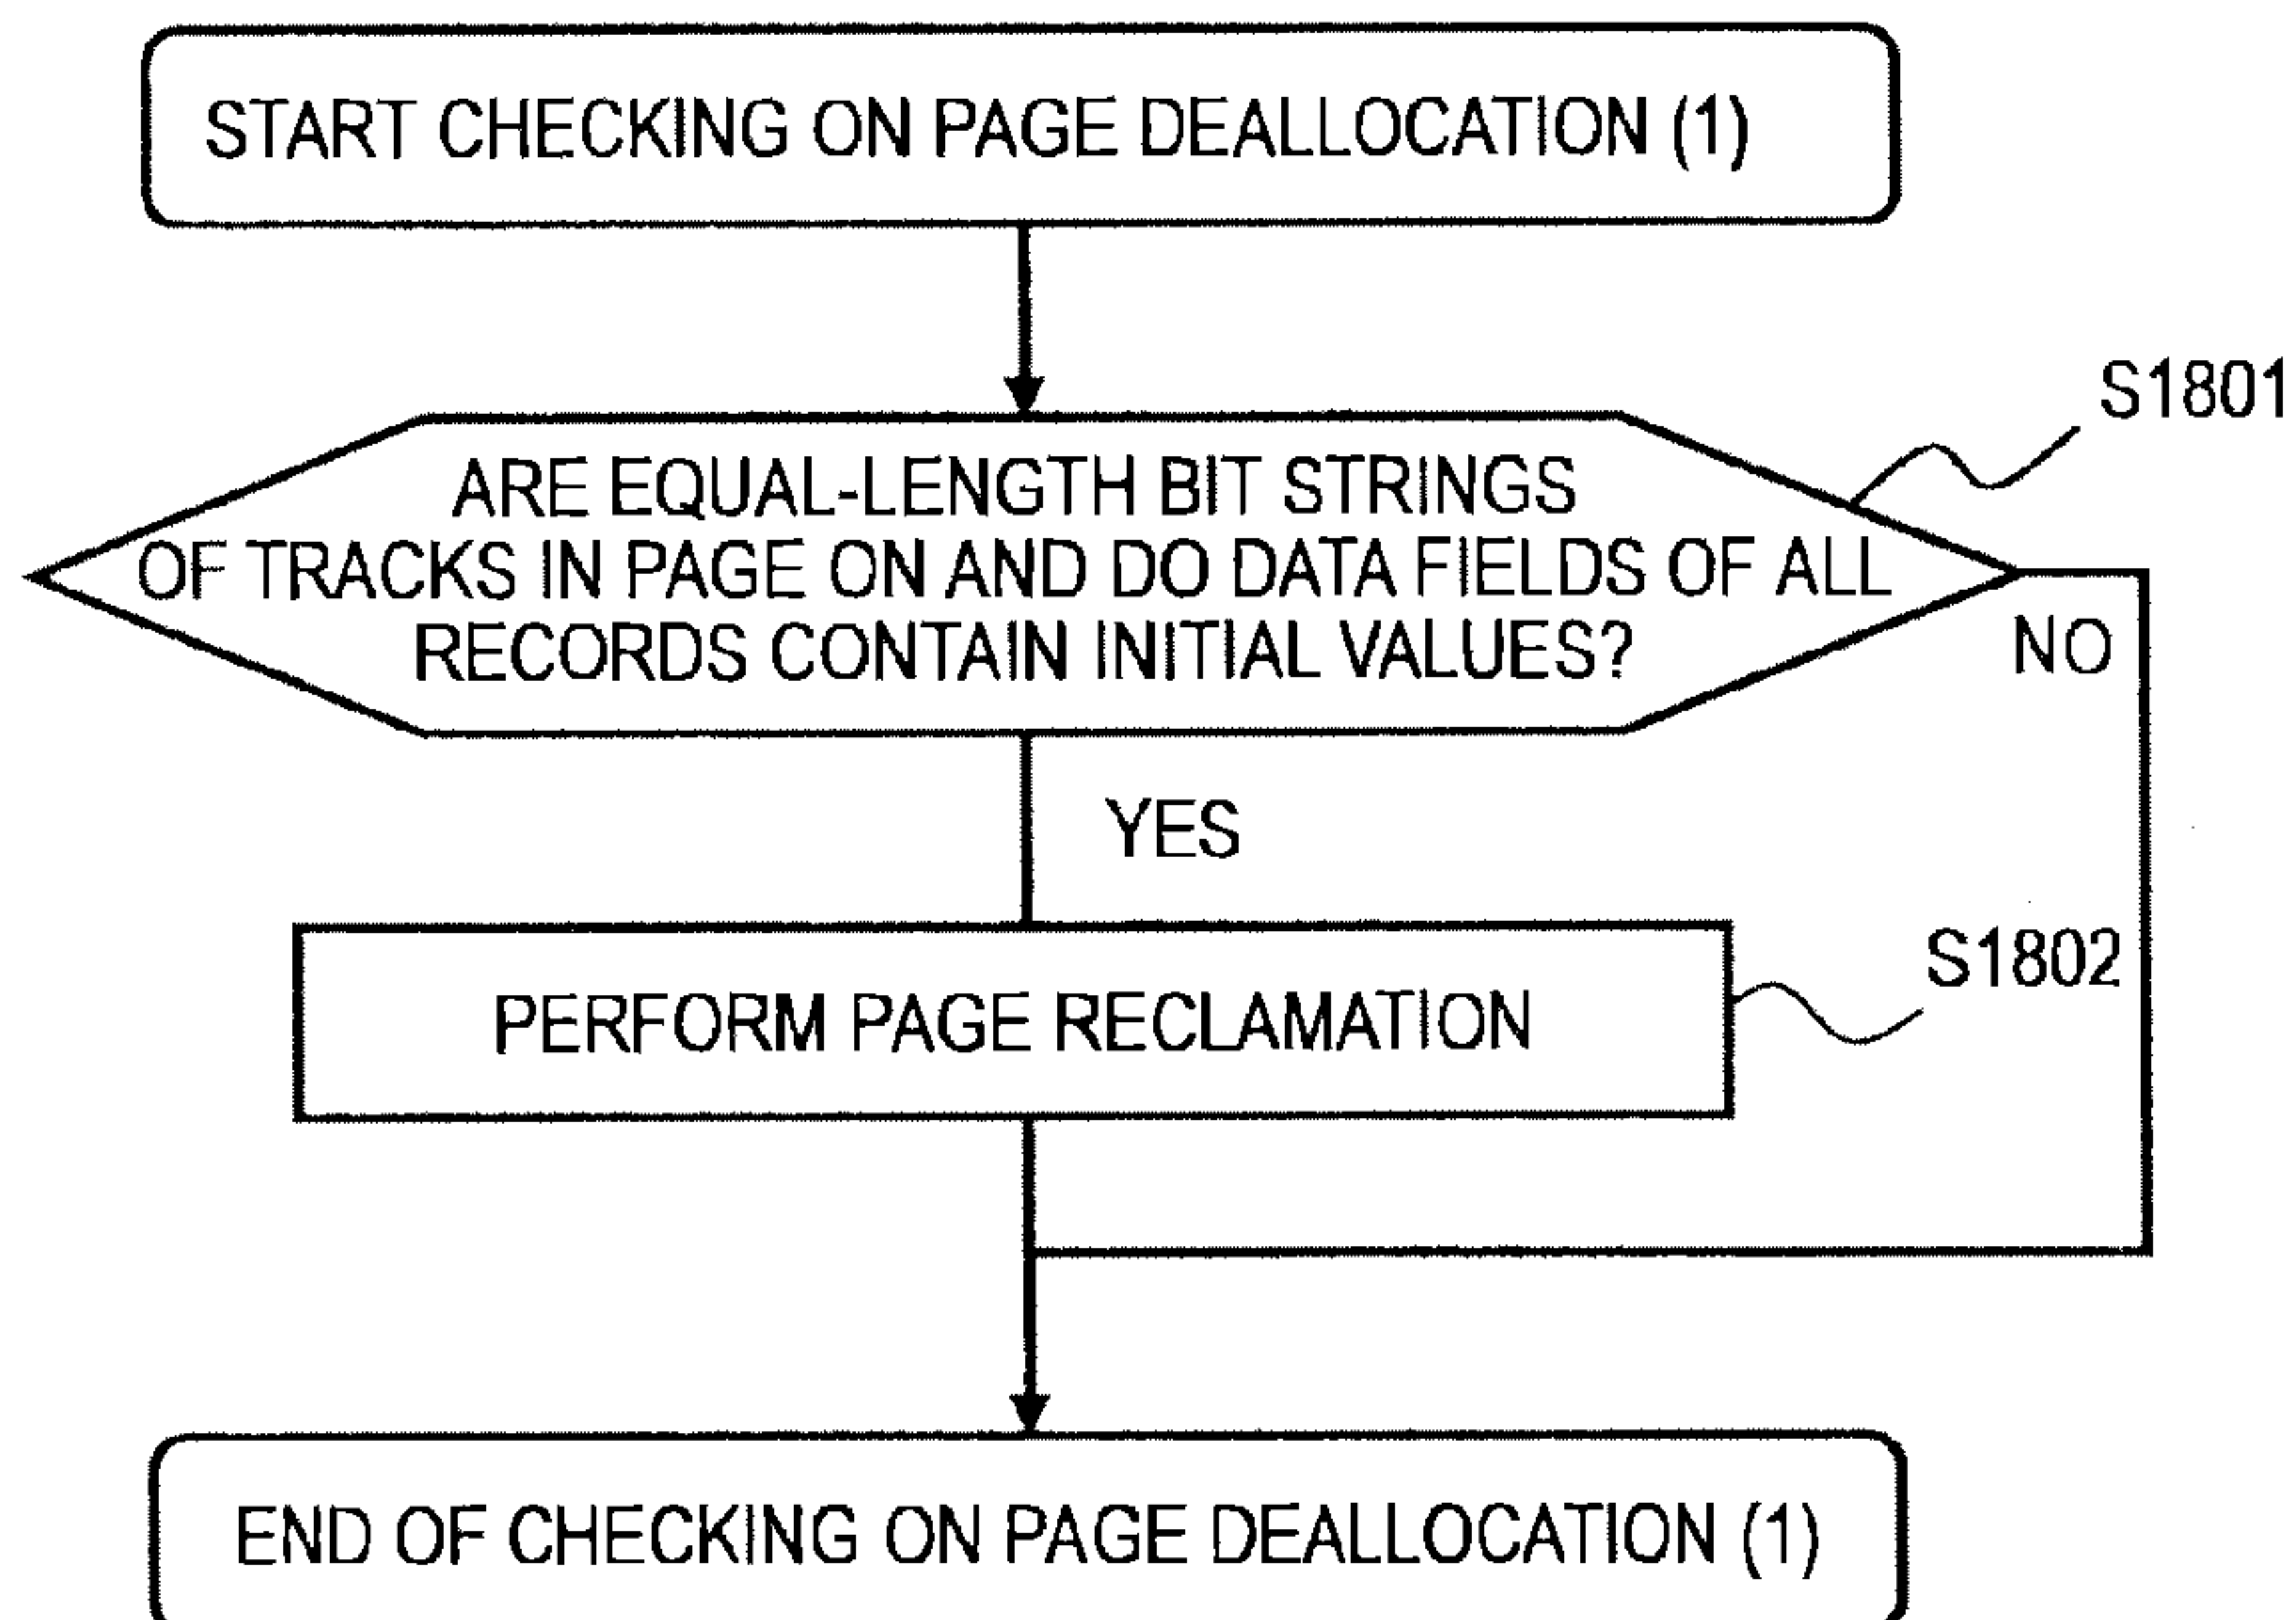 START CHECKING ON PAGE DEALLOCATION (1)
S1801
ARE EQUAL-LENGTH BIT STRINGS
OF TRACKS IN PAGE ON AND DO DATA FIELDS OF ALL
RECORDS CONTAIN INITIAL VALUES?
NO
YES
S1802
PERFORM PAGE RECLAMATION
END OF CHECKING ON PAGE DEALLOCATION (1)